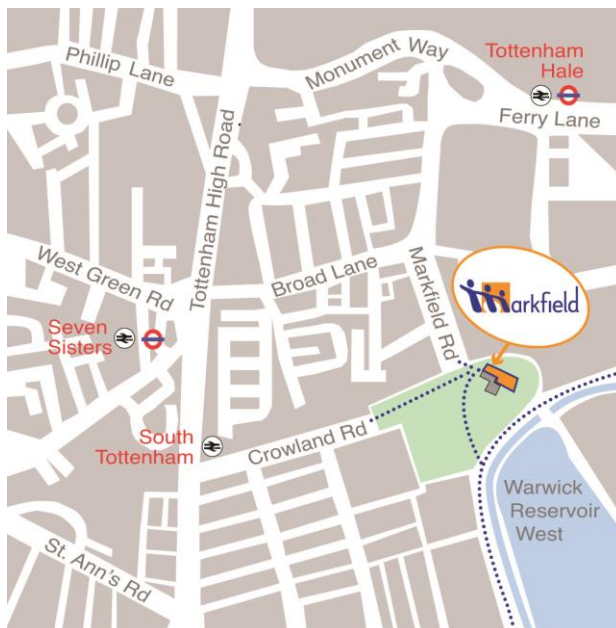 Phillip Lane
Monument Way
Tottenham
Hale
Ferry Lane
Tottenham High Road
West Green Rd
Broad Lane
Markfield Rd
Markfield
Seven
Sisters
South
Tottenham
Crowland Rd
Warwick
Reservoir
West
St. Ann's Rd